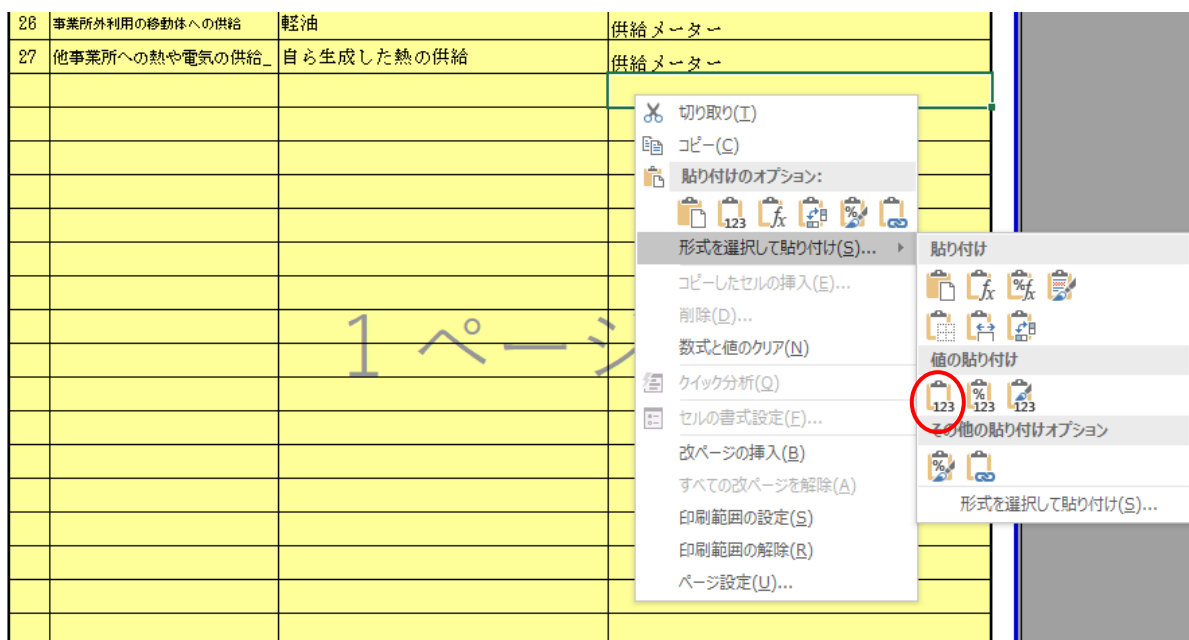 26 事業所外利用の移動体への供給 軽油 供給メーター
27 他事業所への熱や電気の供給_ 自ら生成した熱の供給 供給メーター
切り取り(T)
コピー(C)
貼り付けのオプション:
123
形式を選択して貼り付け(S)...
コピーしたセルの挿入(E)...
削除(D)...
数式と値のクリア(N)
クイック分析(Q)
セルの書式設定(F)...
改ページの挿入(B)
すべての改ページを解除(A)
印刷範囲の設定(S)
印刷範囲の解除(R)
ページ設定(U)...
貼り付け
値の貼り付け
123 123 123
その他の貼り付けオプション
形式を選択して貼り付け(S)...
1 ページ